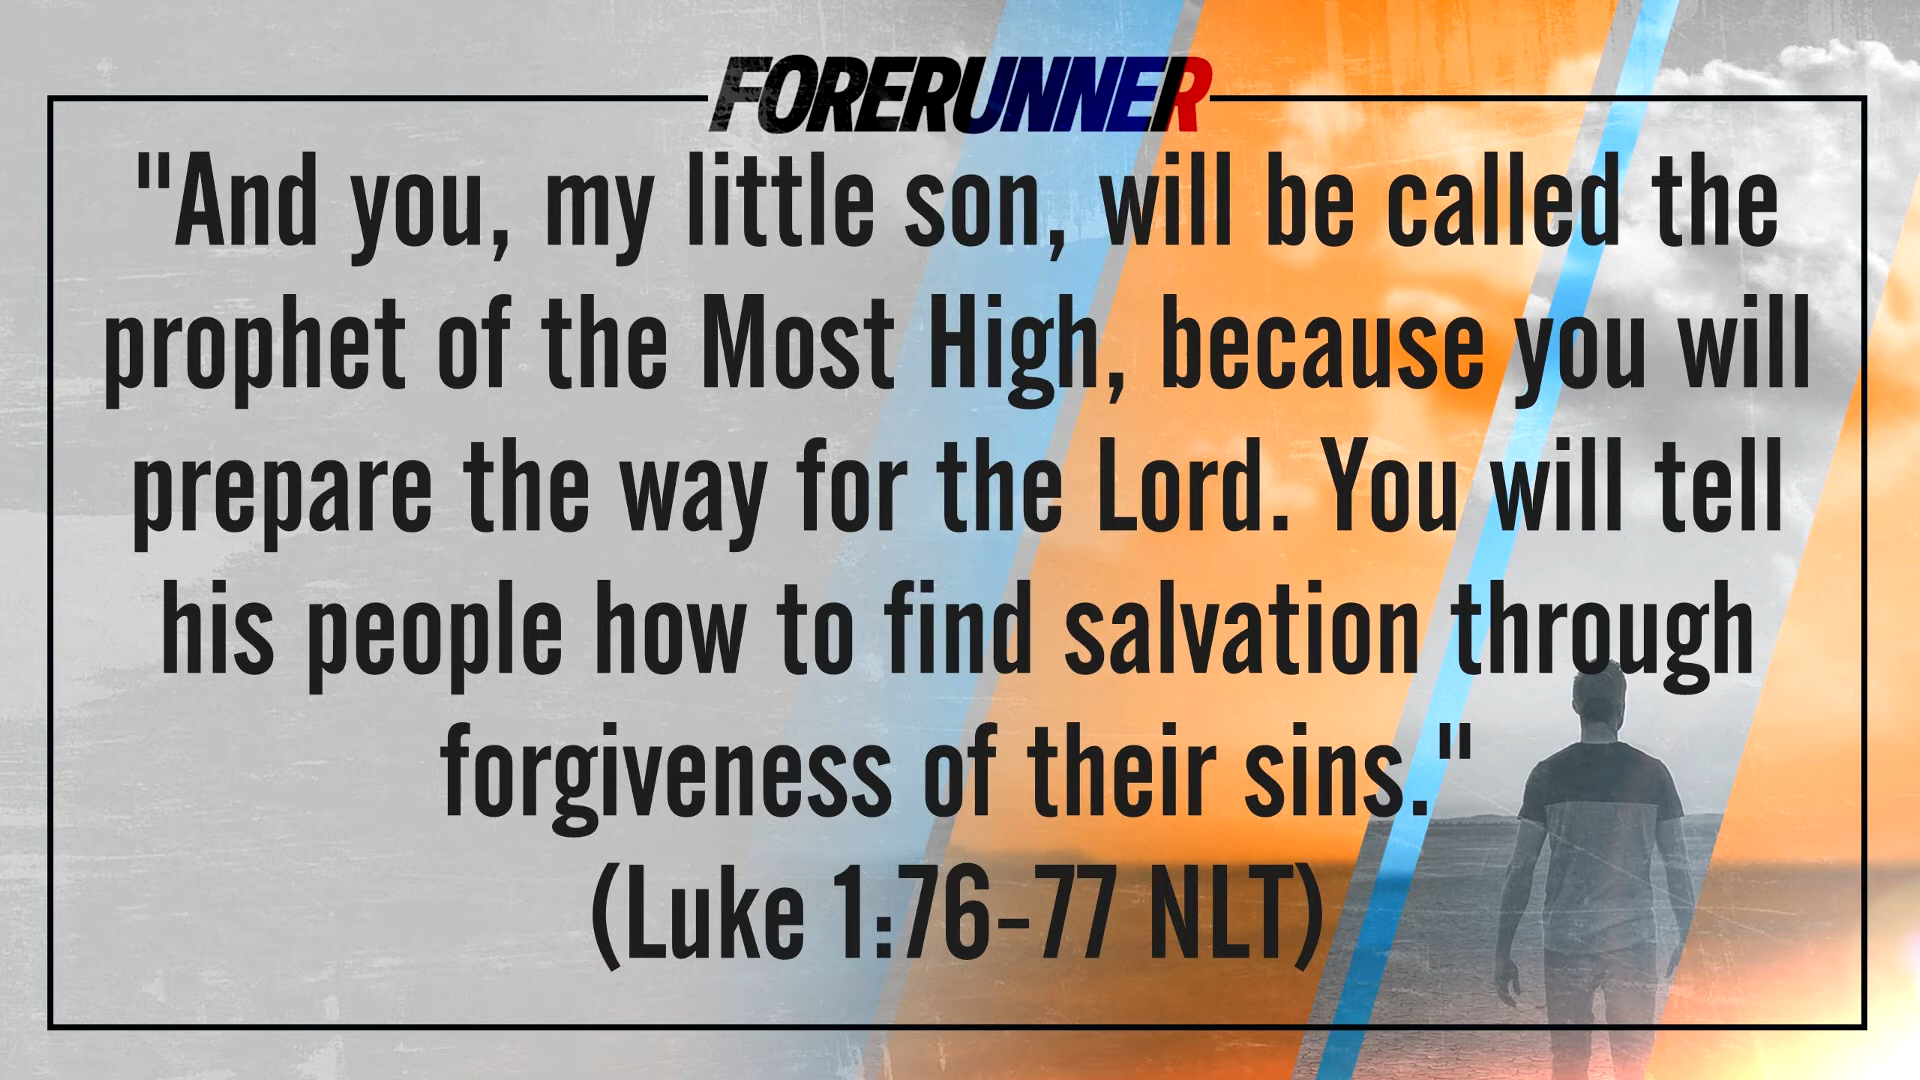 FORERUNNER
"And you, my little son, will be called the
prophet of the Most High, because you will
prepare the way for the Lord. You will tell
his people how to find salvation through
forgiveness of their sins."
(Luke 1:76-77 NLT)